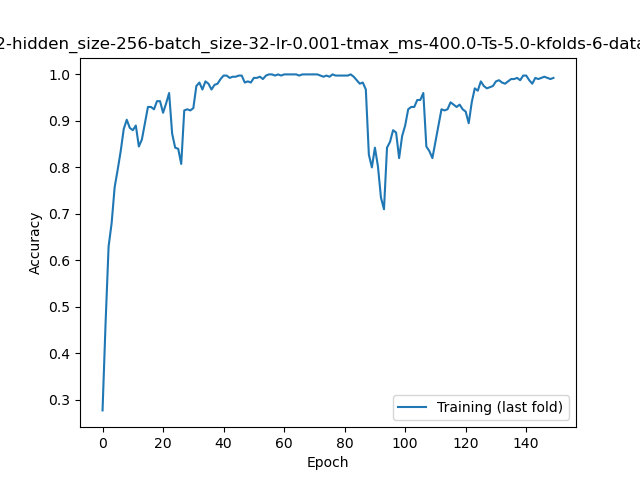 2-hidden_size-256-batch_size-32-lr-0.001-tmax_ms-400.0-Ts-5.0-kfolds-6-data
1.0
0.9
0.8
0.7
0.6
0.5
0.4
0.3
Accuracy
Training (last fold)
0 20 40 60 80 100 120 140
Epoch